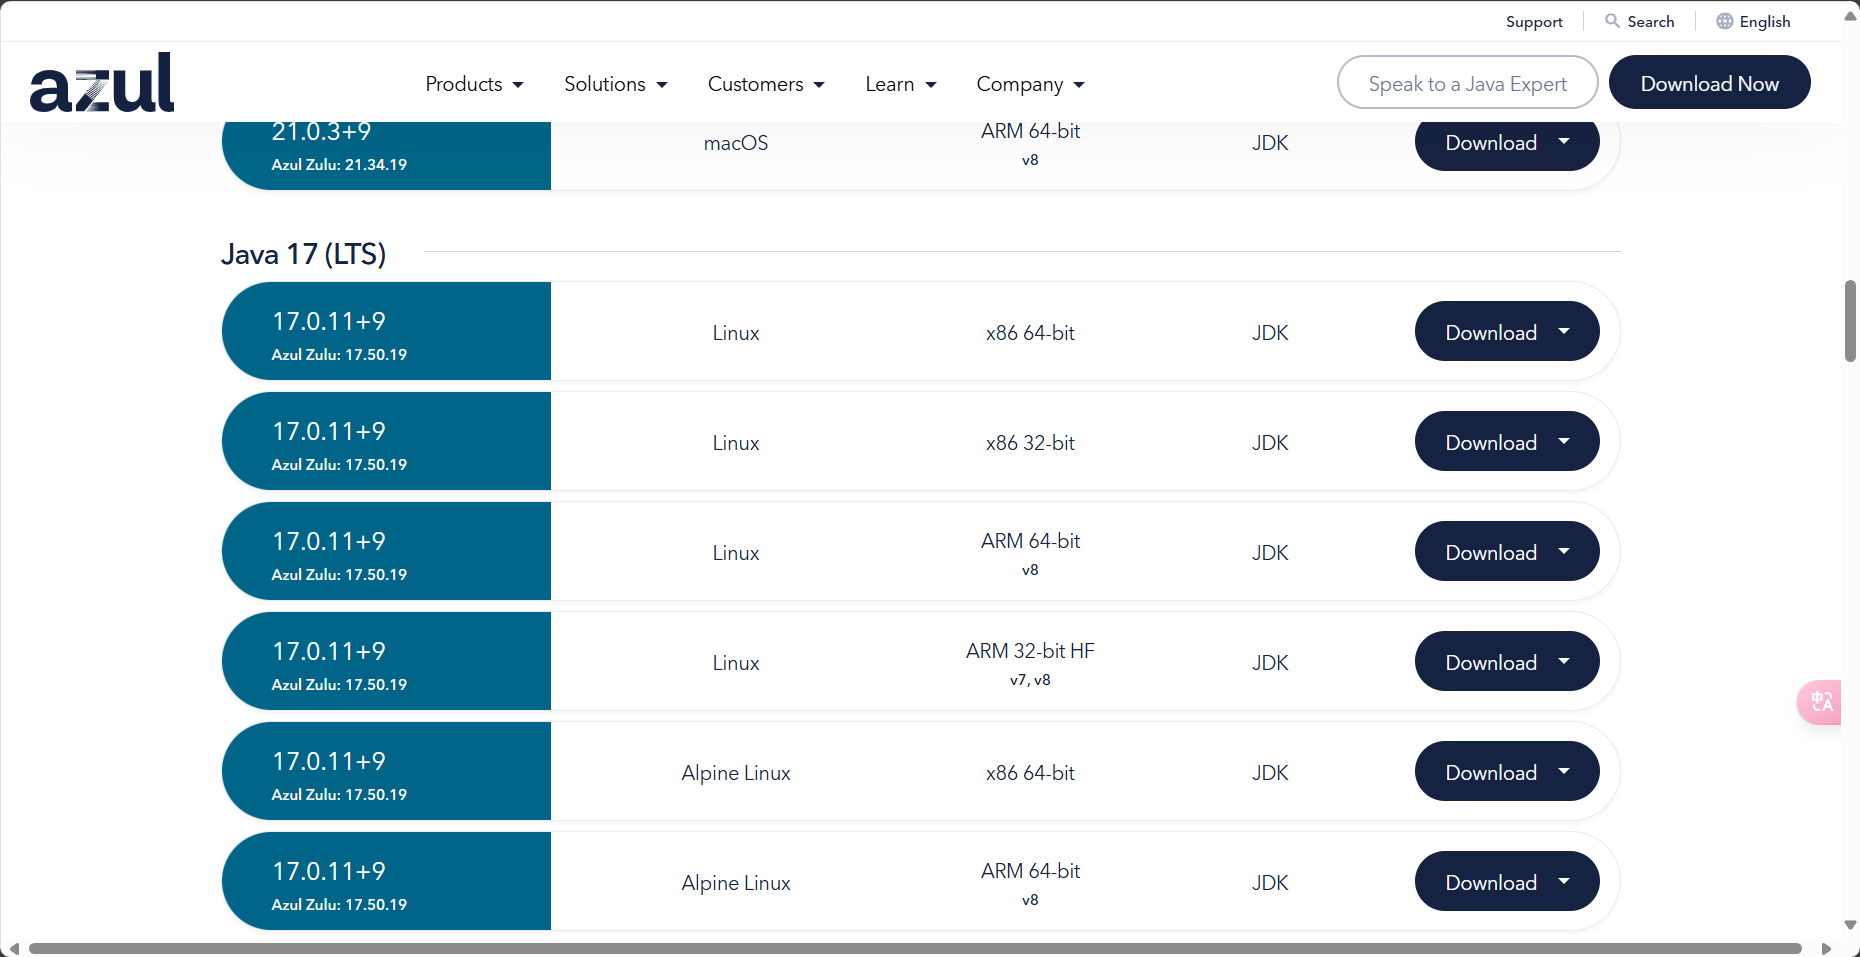 Support
Search
English
azul
Products
Solutions
Customers
Learn
Company
Speak to a Java Expert
Download Now
21.0.3+9
Azul Zulu: 21.34.19
macOS
ARM 64-bit
v8
JDK
Download
Java 17 (LTS)
17.0.11+9
Azul Zulu: 17.50.19
Linux
x86 64-bit
JDK
Download
17.0.11+9
Azul Zulu: 17.50.19
Linux
x86 32-bit
JDK
Download
17.0.11+9
Azul Zulu: 17.50.19
Linux
ARM 64-bit
v8
JDK
Download
17.0.11+9
Azul Zulu: 17.50.19
Linux
ARM 32-bit HF
v7, v8
JDK
Download
17.0.11+9
Azul Zulu: 17.50.19
Alpine Linux
x86 64-bit
JDK
Download
17.0.11+9
Azul Zulu: 17.50.19
Alpine Linux
ARM 64-bit
v8
JDK
Download
中A